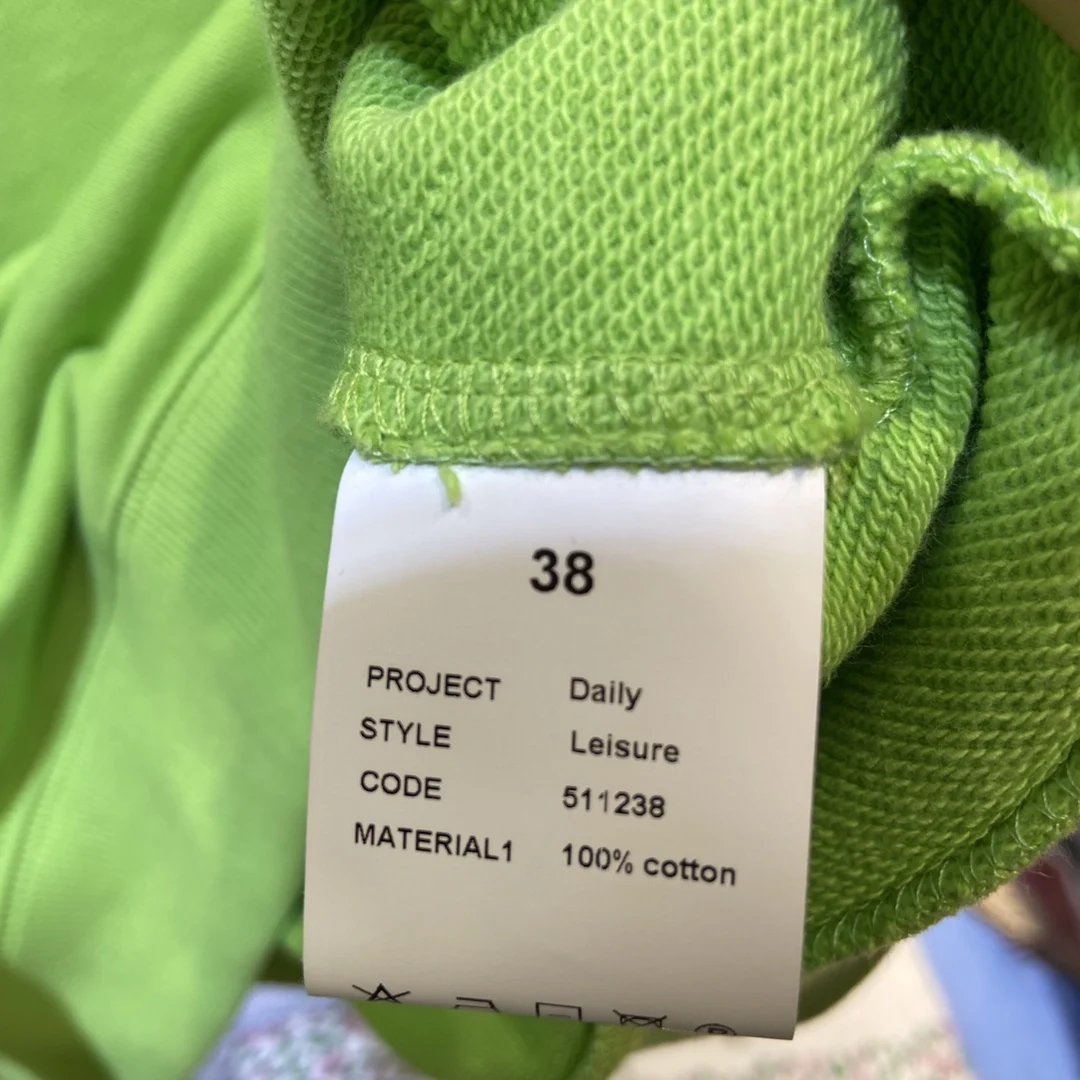 38
PROJECT Daily
STYLE Leisure
CODE 511238
MATERIAL1 100% cotton